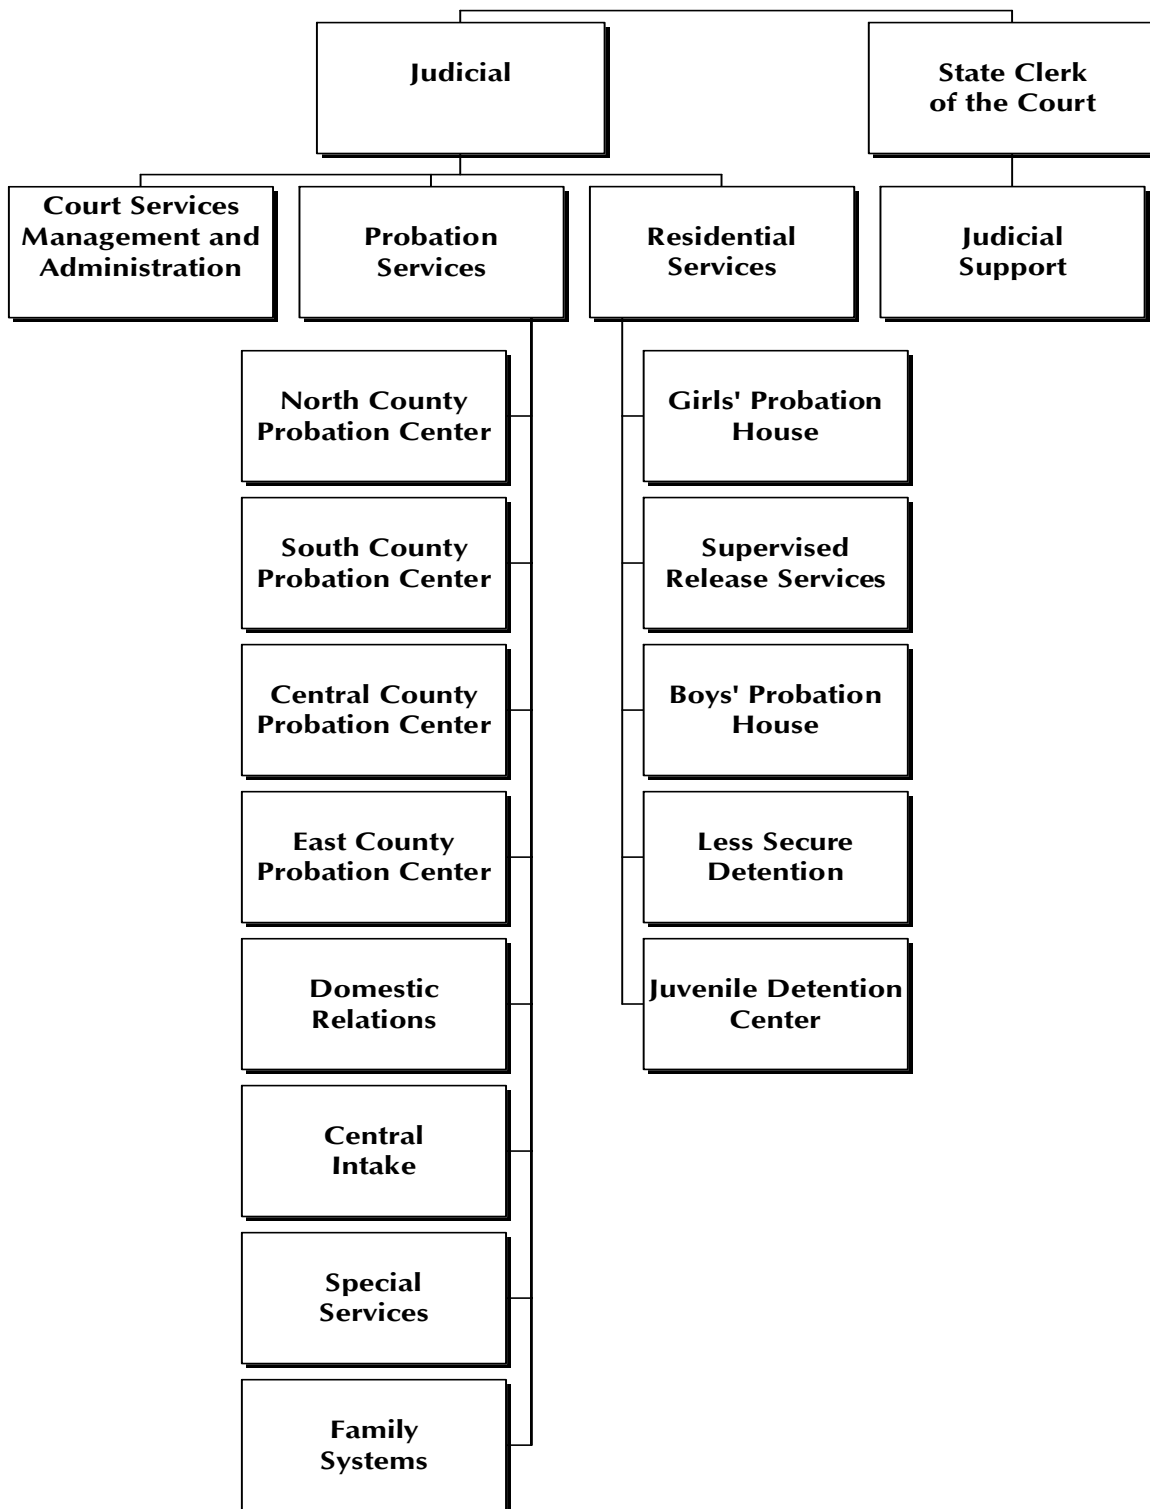 Judicial
State Clerk
of the Court
Court Services
Management and
Administration
Probation
Services
Residential
Services
Judicial
Support
North County
Probation Center
Girls' Probation
House
South County
Probation Center
Supervised
Release Services
Central County
Probation Center
Boys' Probation
House
East County
Probation Center
Less Secure
Detention
Domestic
Relations
Juvenile Detention
Center
Central
Intake
Special
Services
Family
Systems